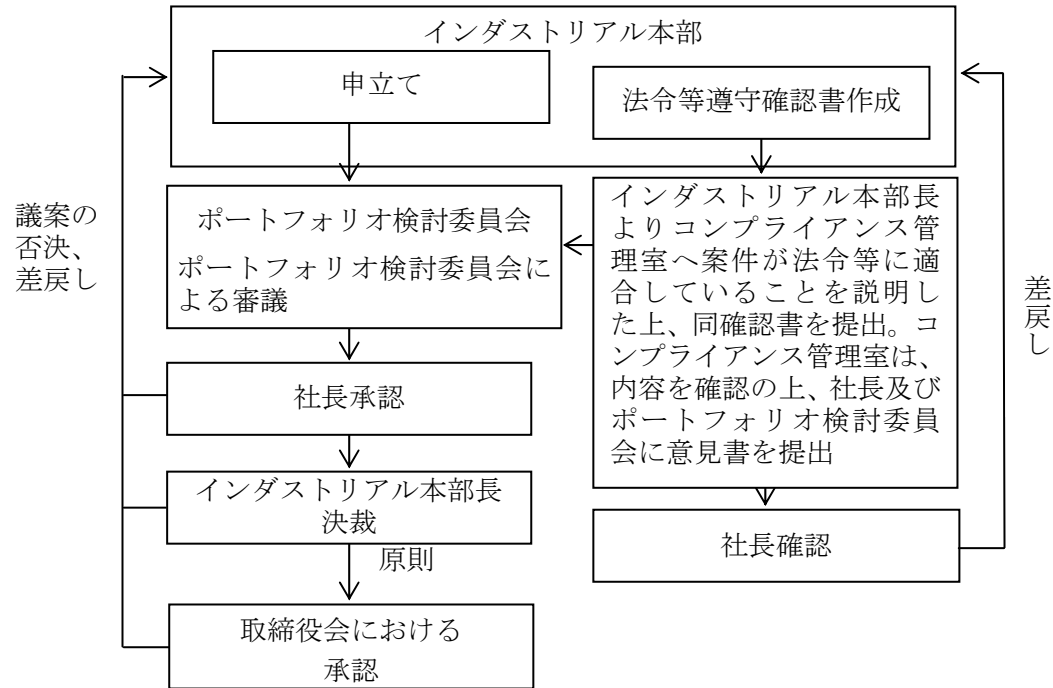 インダストリアル本部
申立て
法令等遵守確認書作成
議案の
否決、
差戻し
ポートフォリオ検討委員会
ポートフォリオ検討委員会に
よる審議
インダストリアル本部長
よりコンプライアンス管
理室へ案件が法令等に適
合していることを説明し
た上、同確認書を提出。コ
ンプライアンス管理室は、
内容を確認の上、社長及び
ポートフォリオ検討委員
会に意見書を提出
差戻し
社長承認
インダストリアル本部長
決裁
社長確認
原則
取締役会における
承認